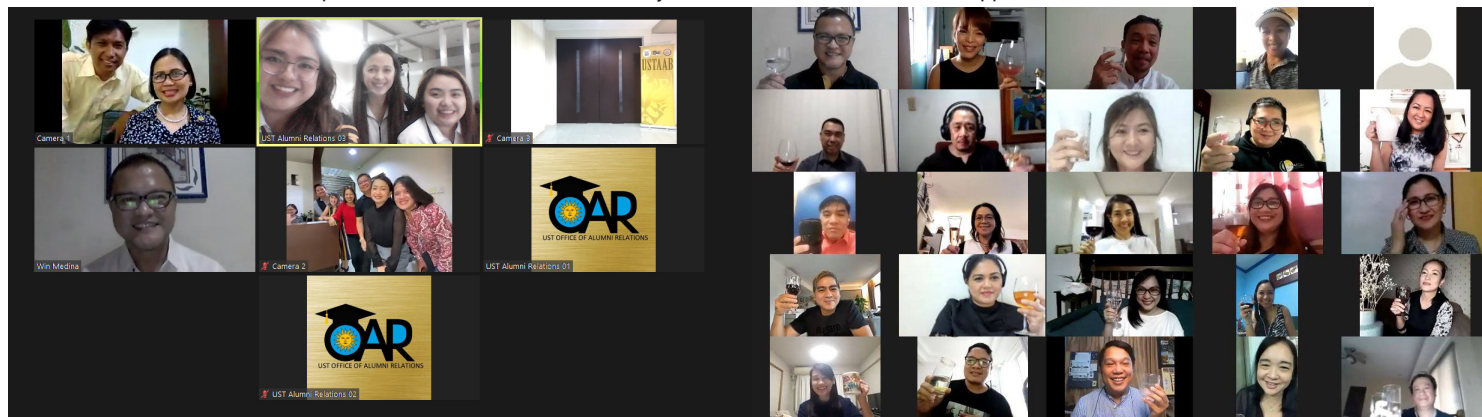 Camera 1
UST Alumni Relations 03
Camera 3
USTAAB
Win Medina
Camera 2
OAR
UST OFFICE OF ALUMNI RELATIONS
UST Alumni Relations 01
OAR
UST OFFICE OF ALUMNI RELATIONS
UST Alumni Relations 02